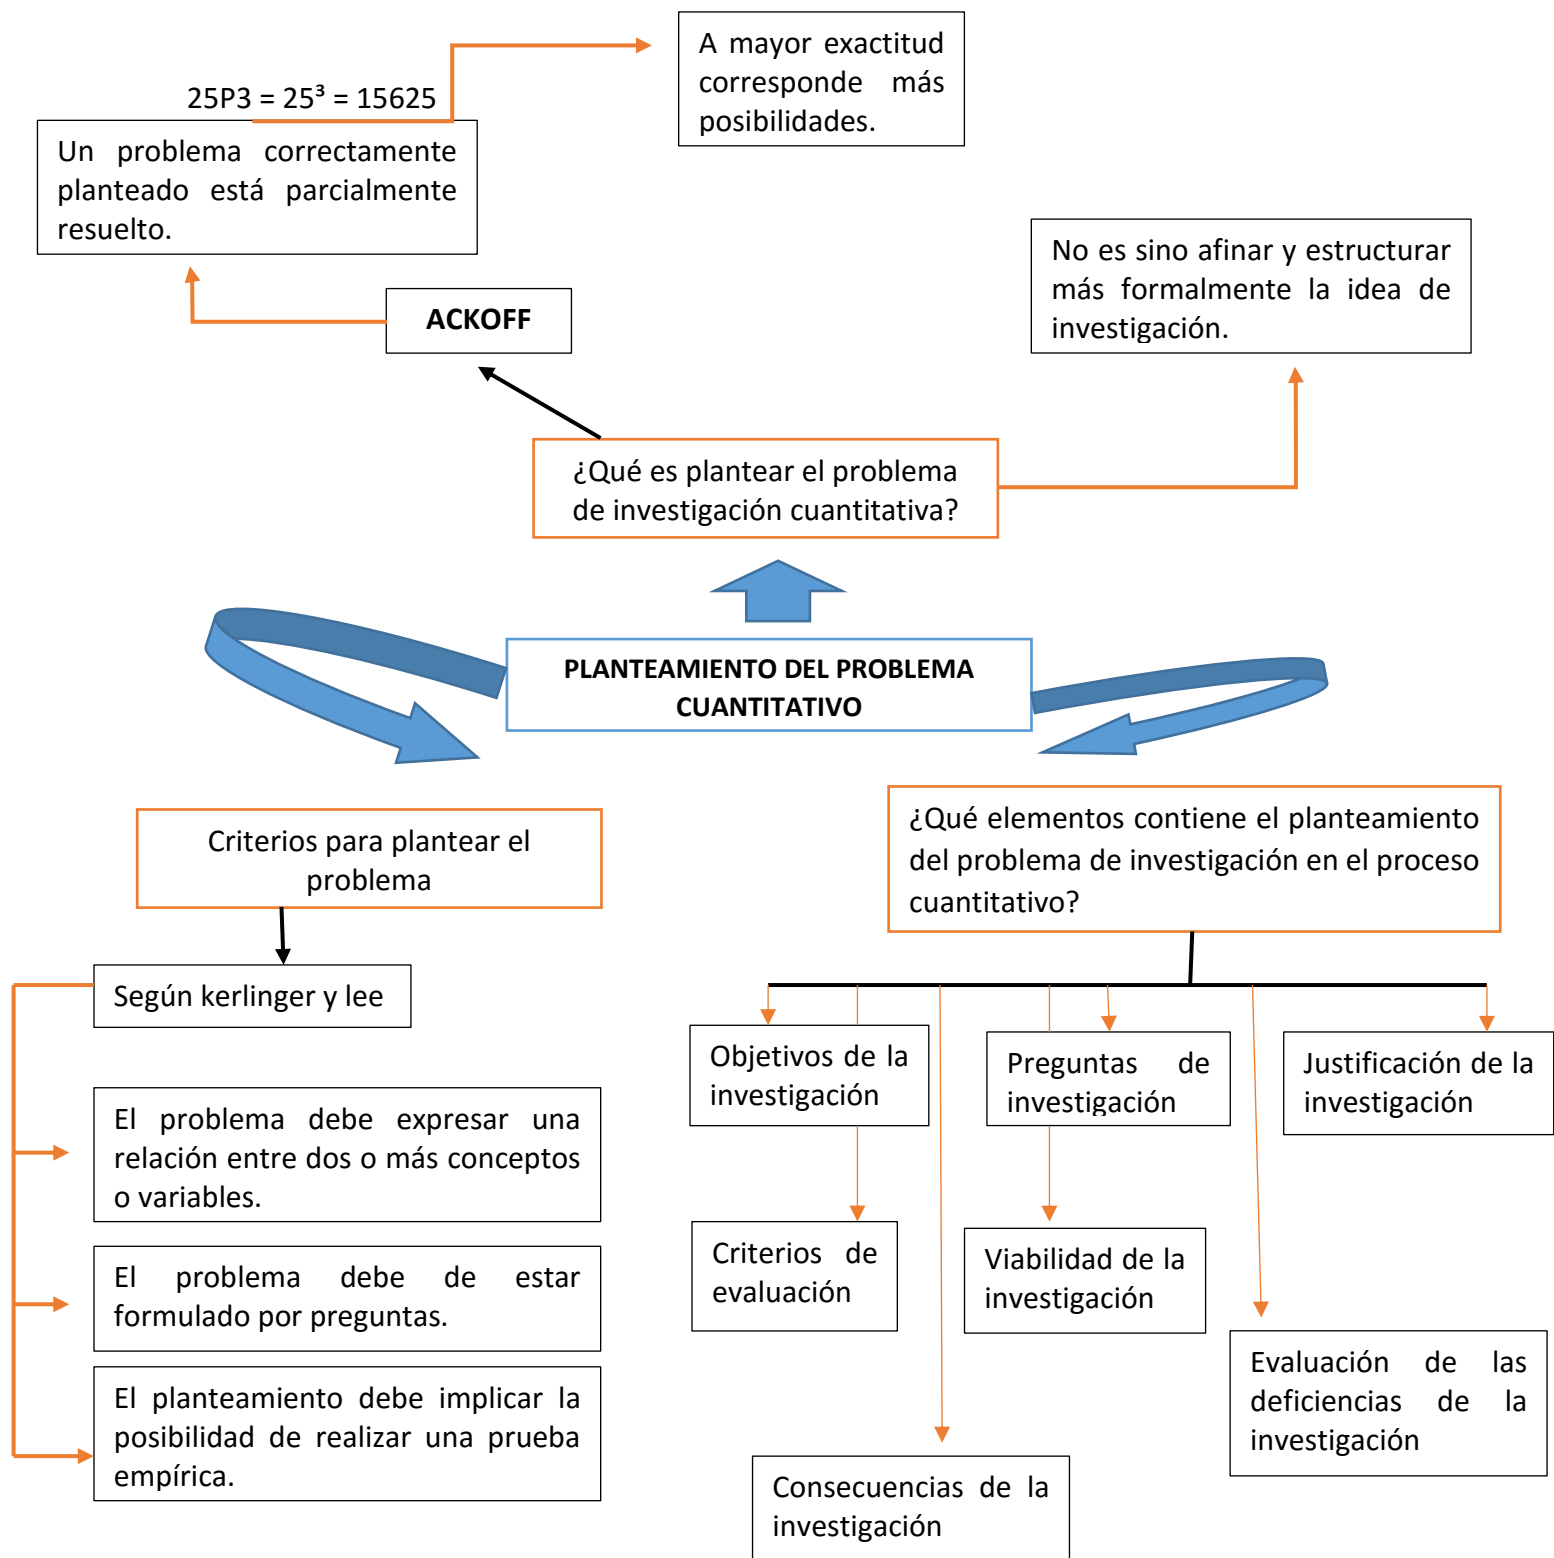 A mayor exactitud
corresponde más
posibilidades.
25P3 = 25³ = 15625
Un problema correctamente
planteado está parcialmente
resuelto.
No es sino afinar y estructurar
más formalmente la idea de
investigación.
ACKOFF
¿Qué es plantear el problema
de investigación cuantitativa?
PLANTEAMIENTO DEL PROBLEMA
CUANTITATIVO
Criterios para plantear el
problema
¿Qué elementos contiene el planteamiento
del problema de investigación en el proceso
cuantitativo?
Según kerlinger y lee
El problema debe expresar una
relación entre dos o más conceptos
o variables.
El problema debe de estar
formulado por preguntas.
El planteamiento debe implicar la
posibilidad de realizar una prueba
empírica.
Objetivos de la
investigación
Preguntas de
investigación
Justificación de la
investigación
Criterios de
evaluación
Viabilidad de la
investigación
Evaluación de las
deficiencias de la
investigación
Consecuencias de la
investigación